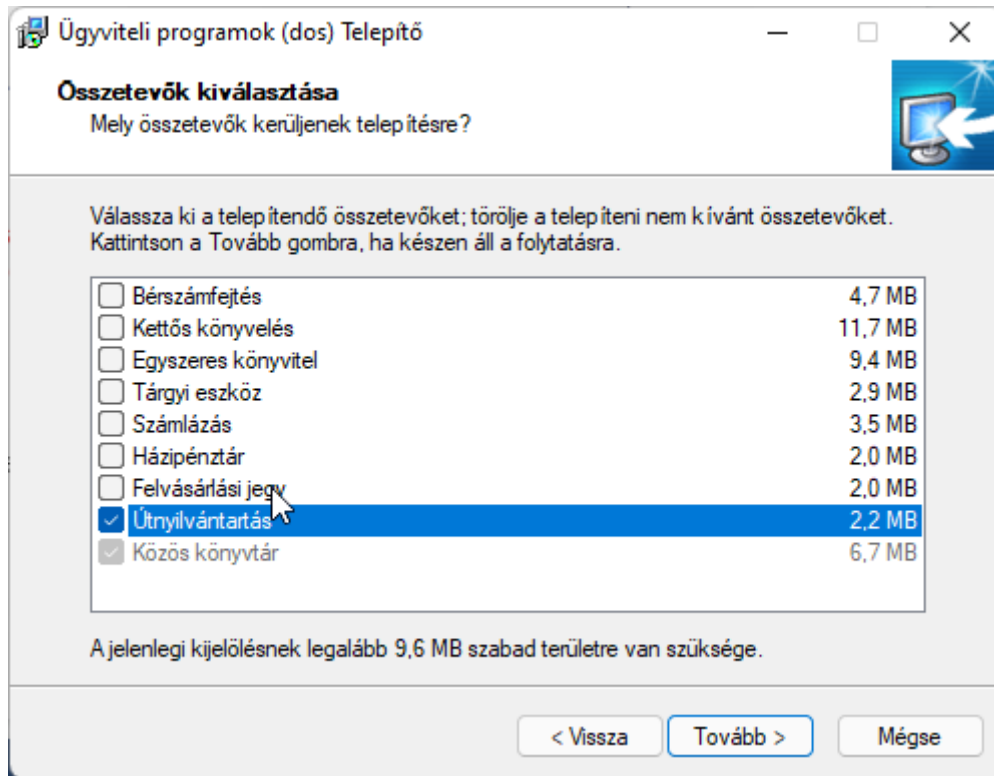 Ügyviteli programok (dos) Telepítő
Összetevők kiválasztása
Mely összetevők kerüljenek telepítésre?
Válassza ki a telepítendő összetevőket; törölje a telepíteni nem kívánt összetevőket.
Kattintson a Tovább gombra, ha készen áll a folytatásra.
Bérszámfejtés 4,7 MB
Kettős könyvelés 11,7 MB
Egyszeres könyvitel 9,4 MB
Tárgyi eszköz 2,9 MB
Számlázás 3,5 MB
Házipénztár 2,0 MB
Felvásárlási jegy 2,0 MB
Útnyilvántartás 2,2 MB
Közös könyvtár 6,7 MB
A jelenlegi kijelölésnek legalább 9,6 MB szabad területre van szüksége.
< Vissza Tovább > Mégse